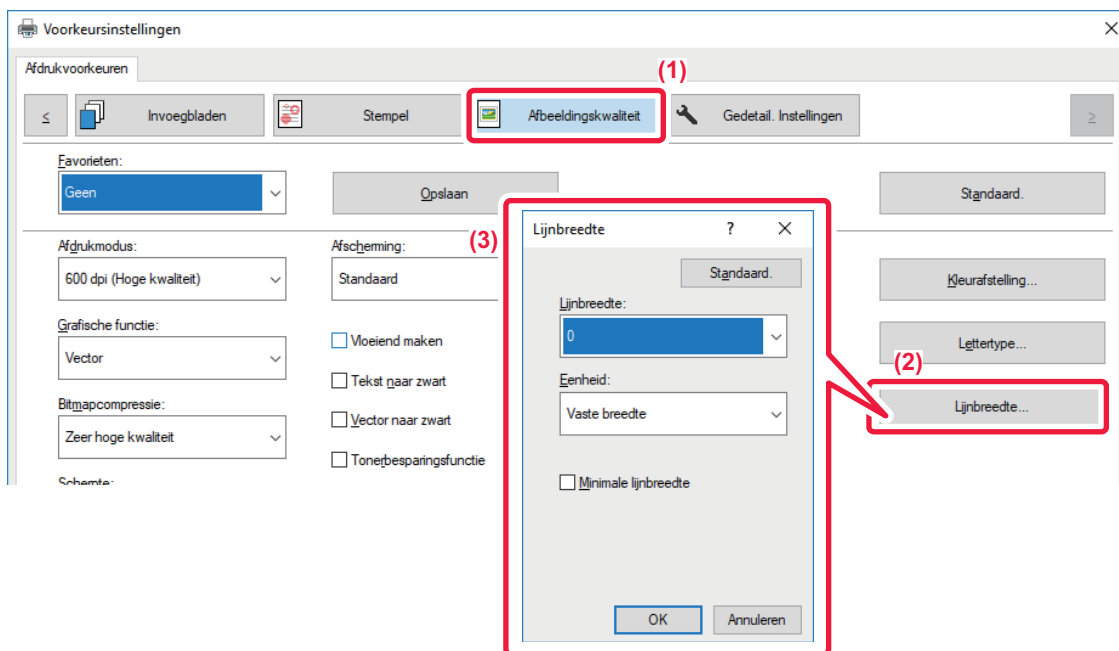 Voorkeursinstellingen
Afdrukvoorkeuren
(1)
<
Invoegbladen
Stempel
Afbeeldingskwaliteit
Gedetail. Instellingen
>
Favorieten:
Geen
Opslaan
Standaard.
Afdrukmodus:
600 dpi (Hoge kwaliteit)
Afscherming:
Standaard
(3)
Kleurafstelling...
Grafische functie:
Vector
Vloeiend maken
Tekst naar zwart
Lettertype...
(2)
Bitmapcompressie:
Zeer hoge kwaliteit
Vector naar zwart
Tonerbesparingsfunctie
Lijnbreedte...
Scherpte:
Lijnbreedte
?
Standaard.
Lijnbreedte:
0
Eenheid:
Vaste breedte
Minimale lijnbreedte
OK
Annuleren